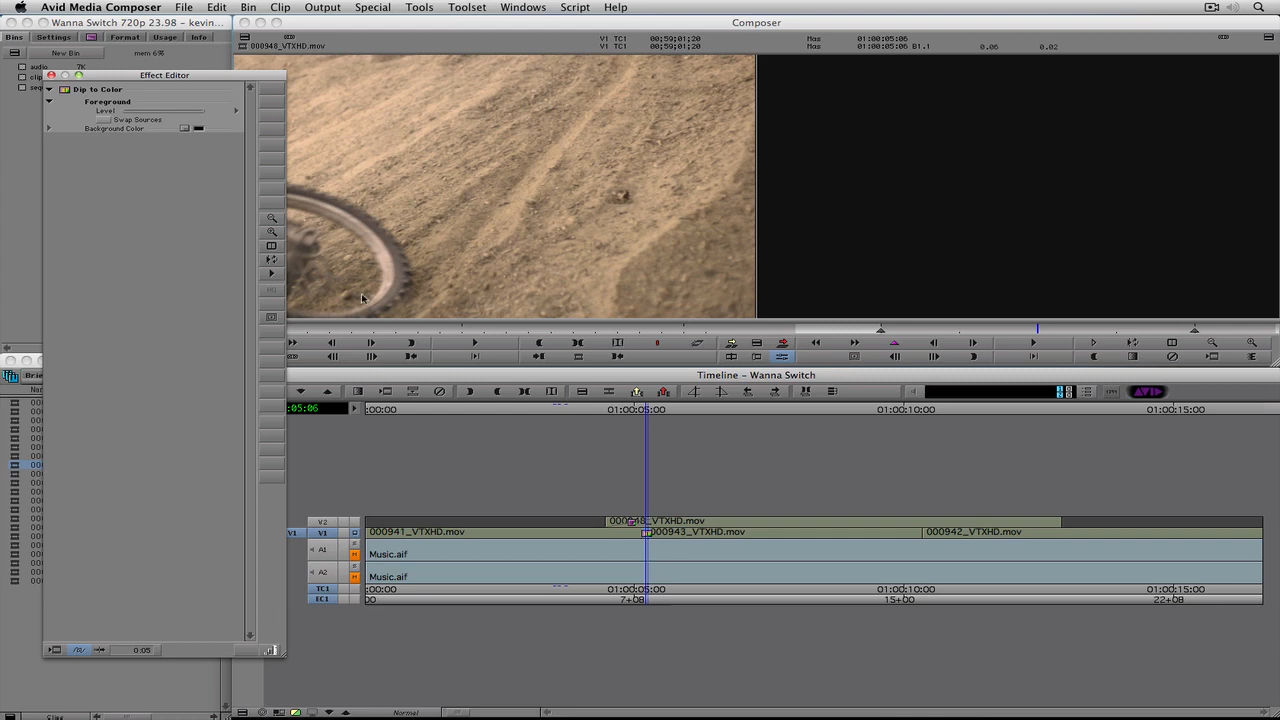 Avid Media Composer File Edit Bin Clip Output Special Tools Toolset Windows Script Help
Wanna Switch 720p 23.98 - kevin...
Composer
Bins Settings Format Usage Info
V1 TC1 00;59;01;20 Mas 01:00:05:06
000948_VTXHD.mov V1 TC1 00;59;01;20 Mas 01:00:05:06 B1.1 0.06 0.02
New Bin mem 6%
audio 7K
clip
seq
Effect Editor
Dip to Color
Foreground
Level
Swap Sources
Background Color
HQ
Timeline - Wanna Switch
Brie
:05:06
:00:00 01:00:05:00 01:00:10:00 01:00:15:00
V2
V1 V1 000941_VTXHD.mov 000943_VTXHD.mov 000942_VTXHD.mov
A1 Music.aif
A2 Music.aif
TC1 :00:00 01:00:05:00 01:00:10:00 01:00:15:00
EC1 00 7+08 15+00 22+08
0:05
Normal